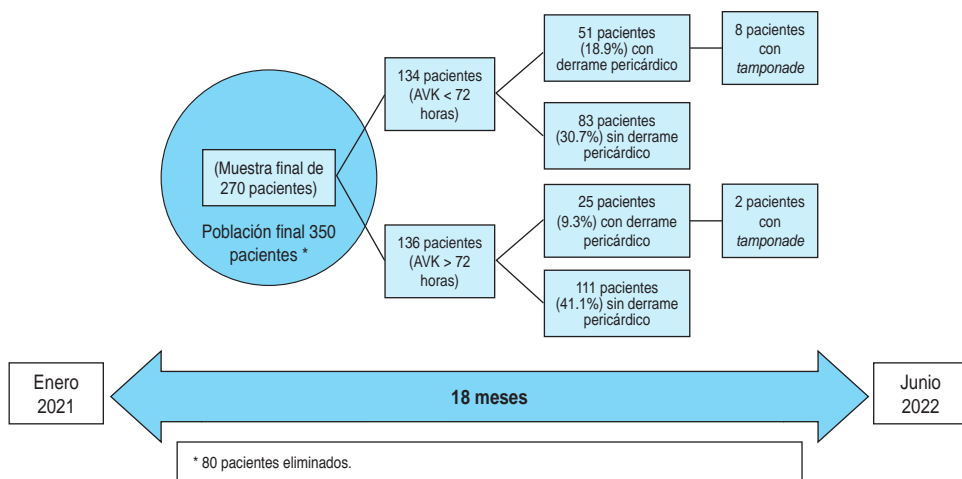 (Muestra final de
270 pacientes)
Población final 350
pacientes *
134 pacientes
(AVK < 72
horas)
51 pacientes
(18.9%) con
derrame pericárdico
8 pacientes
con
tamponade
83 pacientes
(30.7%) sin derrame
pericárdico
136 pacientes
(AVK > 72
horas)
25 pacientes
(9.3%) con derrame
pericárdico
2 pacientes
con
tamponade
111 pacientes
(41.1%) sin derrame
pericárdico
Enero
2021
18 meses
Junio
2022
* 80 pacientes eliminados.